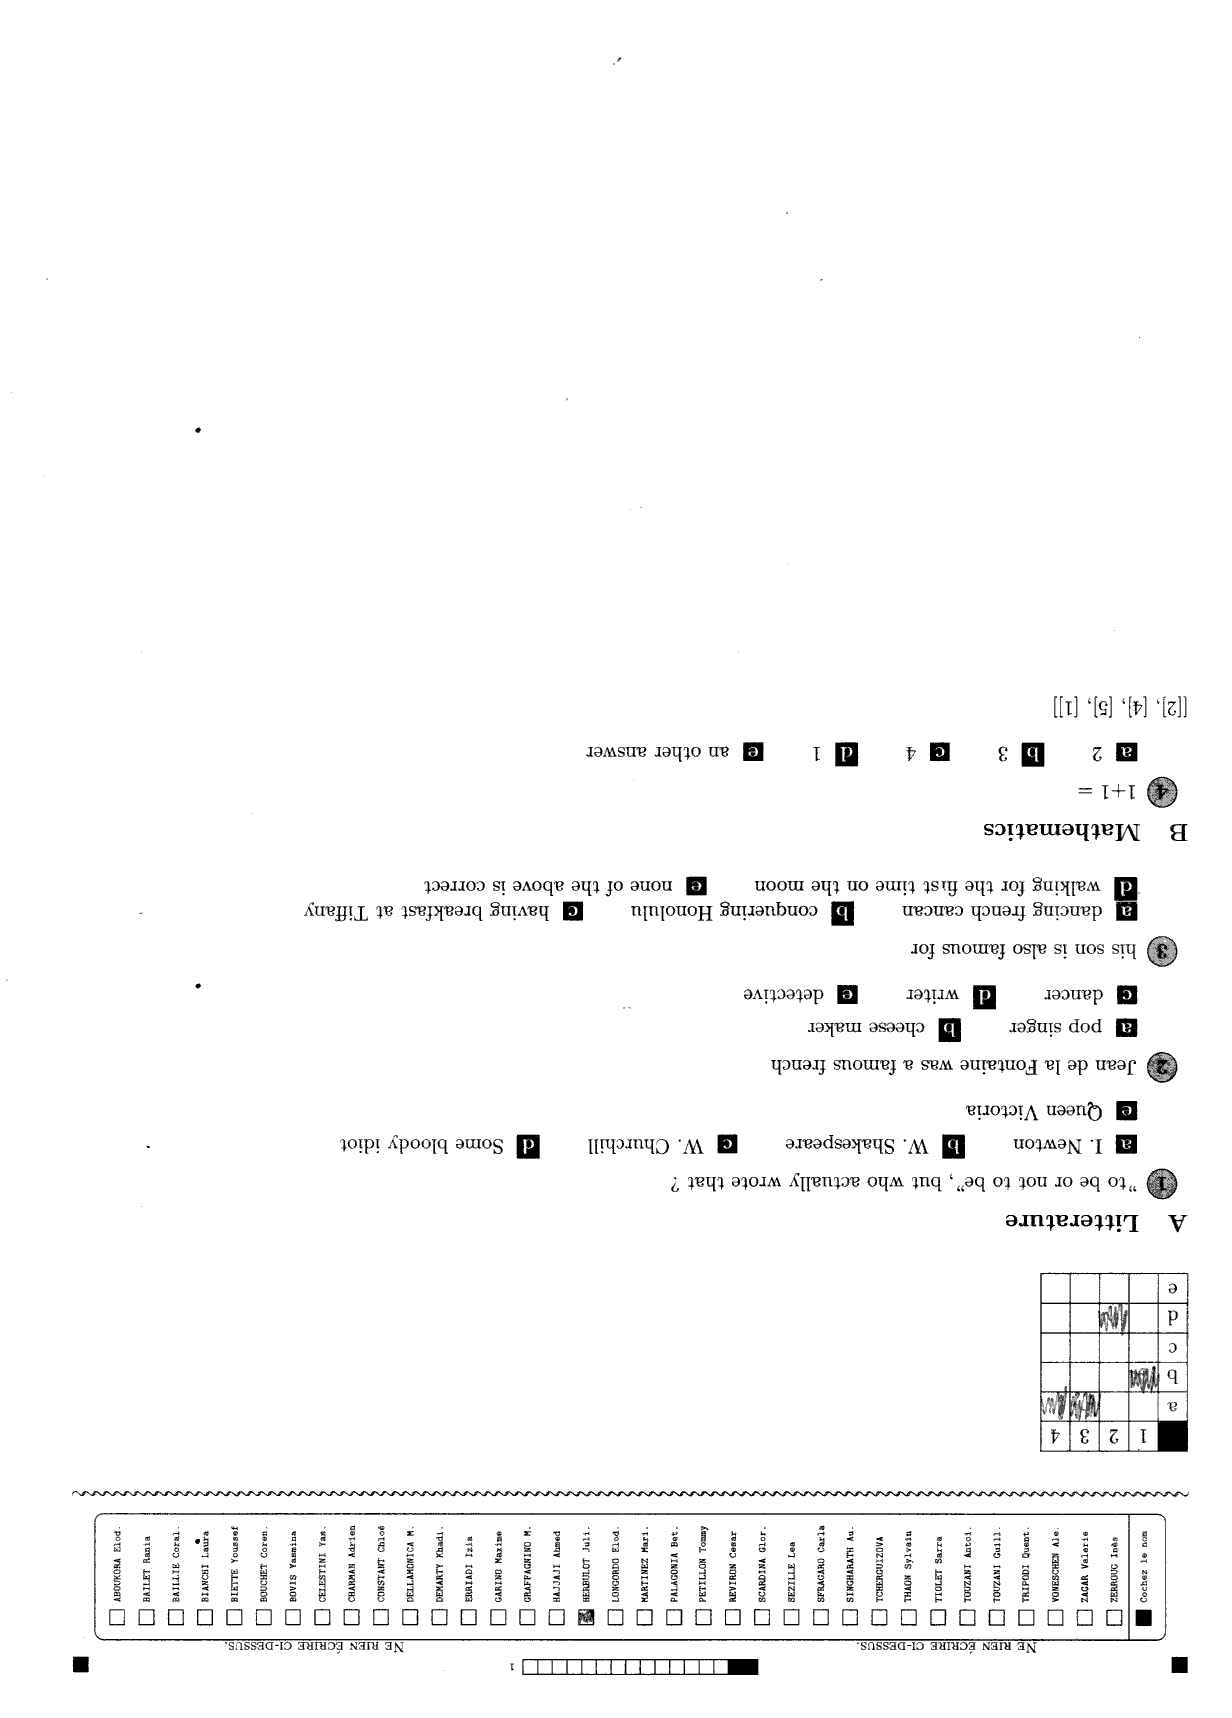 1
NE RIEN ÉCRIRE CI-DESSUS. NE RIEN ÉCRIRE CI-DESSUS.
Cochez le nom
ZERROUG Inès
ZAGAR Valerie
VONESCHEN Ale.
TRIPODI Quent.
TOUZANI Guill.
TOUZANI Antoi.
TIOLET Sarra
THAON Sylvain
TCHERGUIZOVA
SINGHARATH Au.
SFRAGARO Carla
SEZILLE Lea
SCARDINA Glor.
REVIRON Cesar
PETILLON Tommy
PALAGONIA Bet.
MARTINEZ Mari.
LONGORDO Elod.
HERBULOT Juli.
HAJJAJI Ahmed
GRAFFAGNINO M.
GARINO Maxime
ERRIADI Izia
DEMARTY Khadi.
DELLAMONICA M.
CONSTANT Chloé
CHARMAN Adrien
CELESTINI Yas.
BOVIS Yasmina
BOUCHET Coren.
BIETTE Youssef
BIANCHI Laura
BAILLIE Coral.
BAILET Rania
ABOUKORA Elod.
1 2 3 4
a
b
c
d
e
A Litterature
1 "to be or not to be", but who actually wrote that ?
a I. Newton b W. Shakespeare c W. Churchill d Some bloody idiot
e Queen Victoria
2 Jean de la Fontaine was a famous french
a pop singer b cheese maker
c dancer d writer e detective
3 his son is also famous for
a dancing french cancan b conquering Honolulu c having breakfast at Tiffany
d walking for the first time on the moon e none of the above is correct
B Mathematics
4 1+1 =
a 2 b 3 c 4 d 1 e an other answer
[[2], [4], [5], [1]]